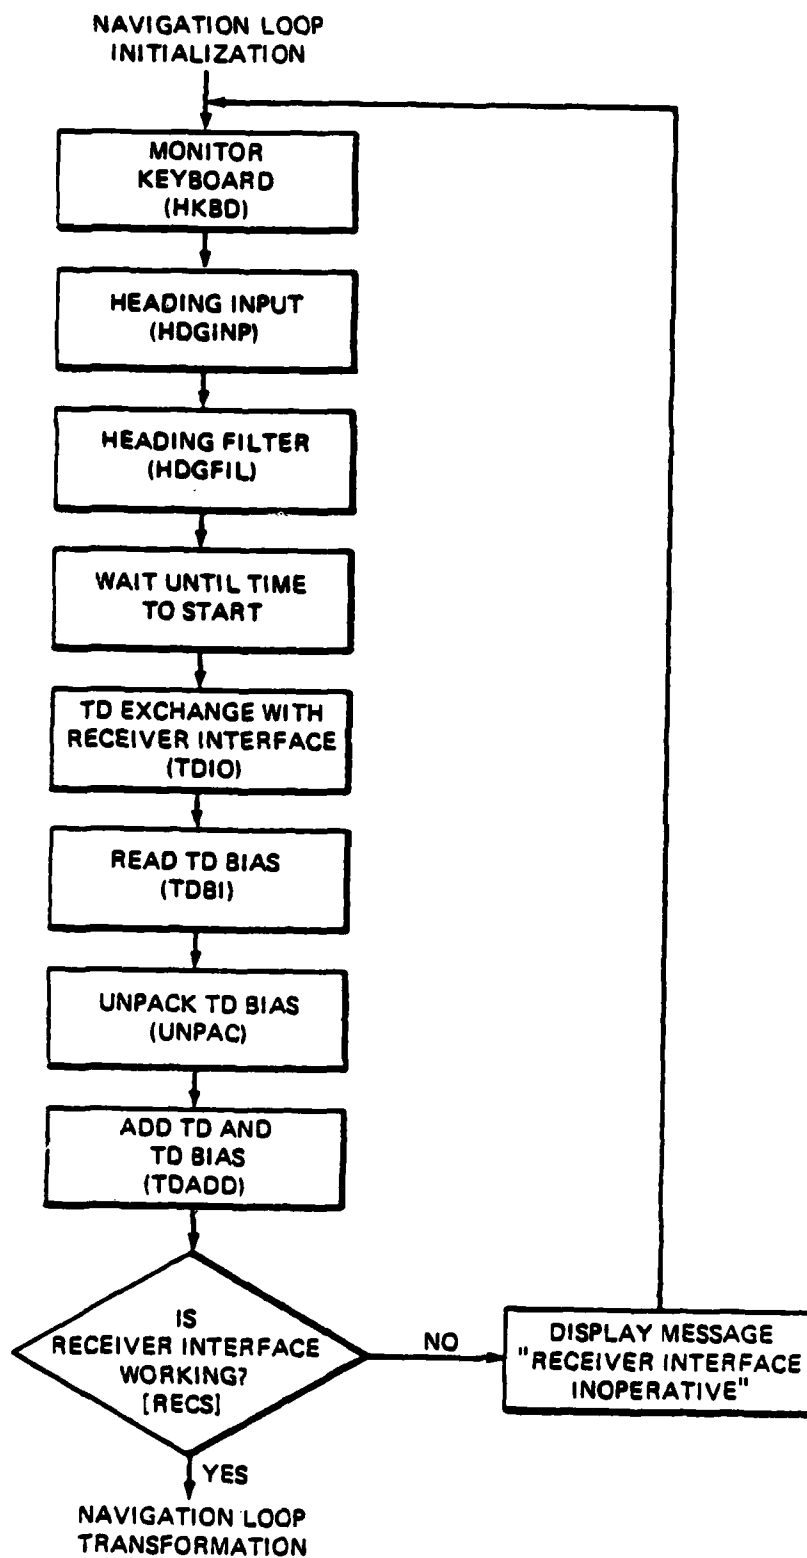 NAVIGATION LOOP
INITIALIZATION
MONITOR
KEYBOARD
(HKBD)
HEADING INPUT
(HDGINP)
HEADING FILTER
(HDGFIL)
WAIT UNTIL TIME
TO START
TD EXCHANGE WITH
RECEIVER INTERFACE
(TDIO)
READ TD BIAS
(TDBI)
UNPACK TD BIAS
(UNPAC)
ADD TD AND
TD BIAS
(TDADD)
IS
RECEIVER INTERFACE
WORKING?
[RECS]
NO
DISPLAY MESSAGE
"RECEIVER INTERFACE
INOPERATIVE"
YES
NAVIGATION LOOP
TRANSFORMATION